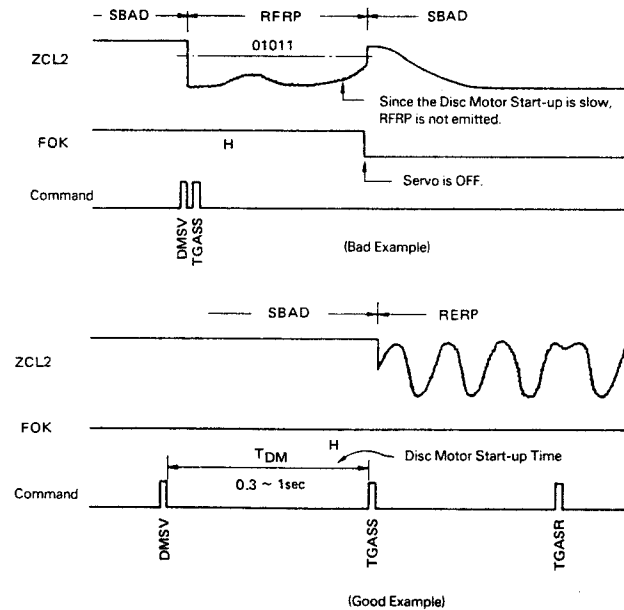 SBAD RFRP SBAD
01011
ZCL2
Since the Disc Motor Start-up is slow,
RFRP is not emitted.
FOK H
Servo is OFF.
Command
DMSV
TGASS
(Bad Example)
SBAD RERP
ZCL2
FOK
H
TDM Disc Motor Start-up Time
Command 0.3 ~ 1sec
DMSV
TGASS
TGASR
(Good Example)